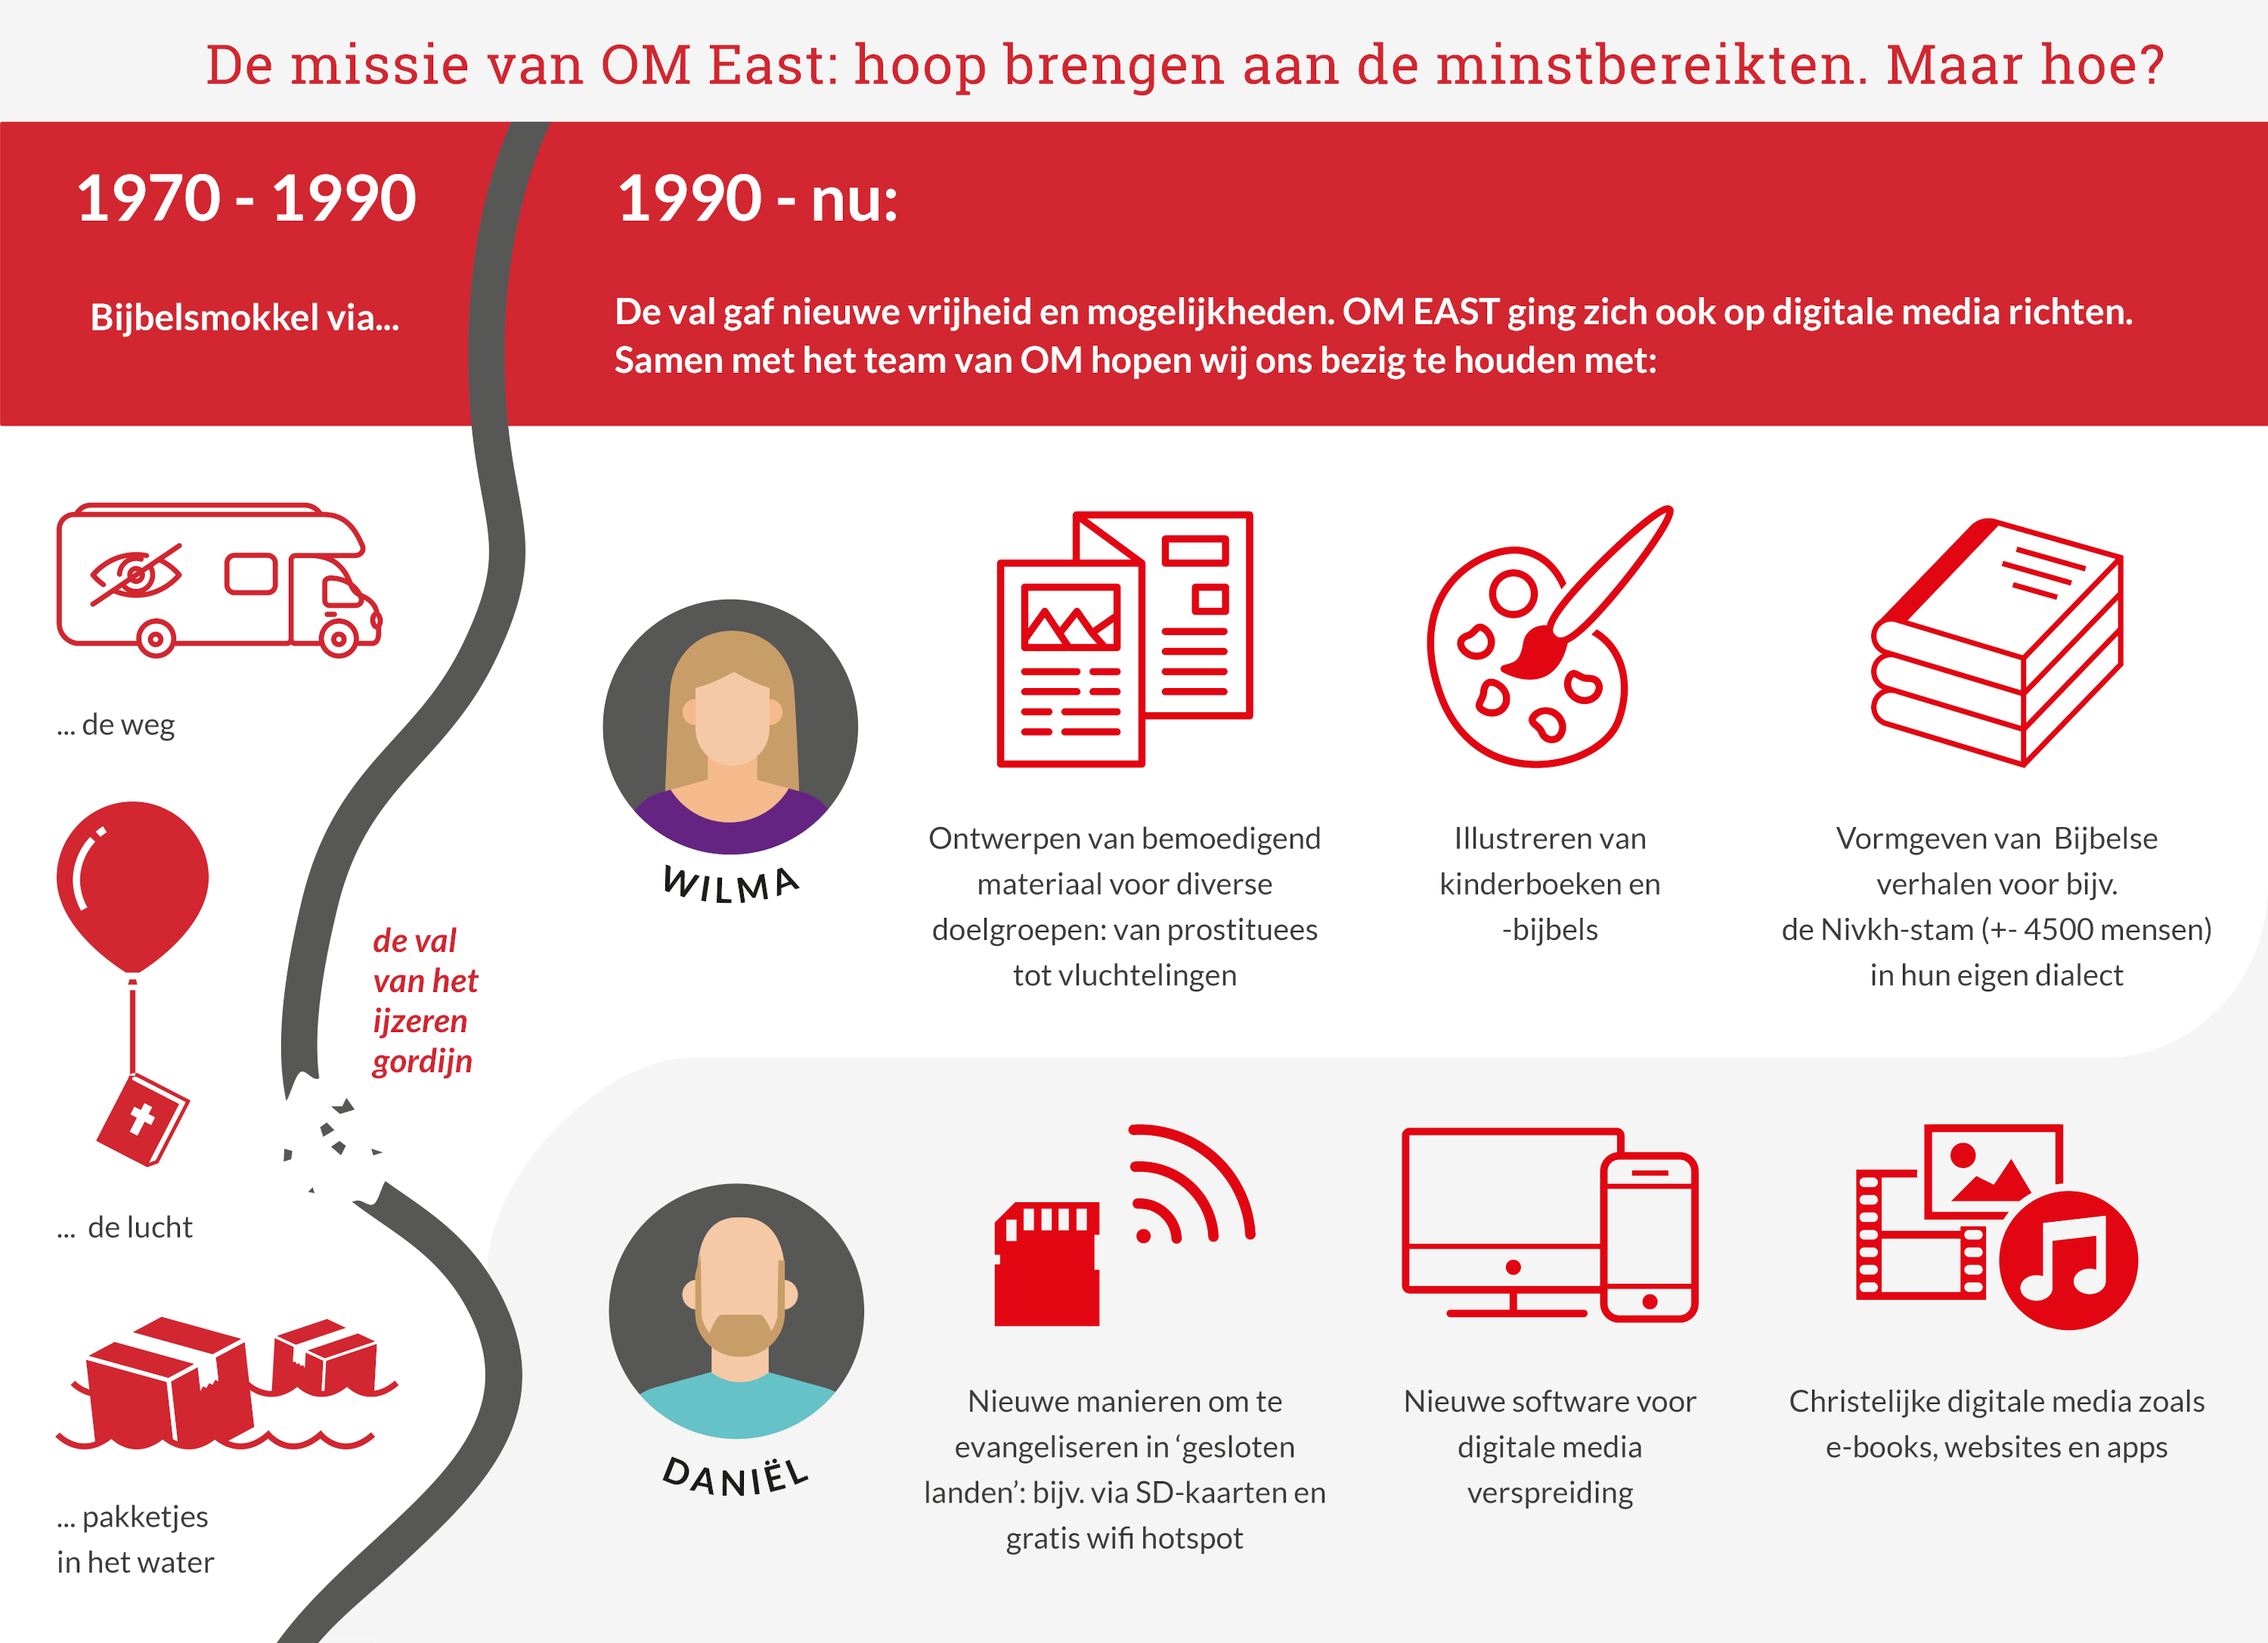 De missie van OM East: hoop brengen aan de minstbereikten. Maar hoe?
1970 - 1990
Bijbelsmokkel via...
... de weg
... de lucht
... pakketjes
in het water
de val
van het
ijzeren
gordijn
1990 - nu:
De val gaf nieuwe vrijheid en mogelijkheden. OM EAST ging zich ook op digitale media richten.
Samen met het team van OM hopen wij ons bezig te houden met:
WILMA
Ontwerpen van bemoedigend
materiaal voor diverse
doelgroepen: van prostituees
tot vluchtelingen
Illustreren van
kinderboeken en
-bijbels
Vormgeven van Bijbelse
verhalen voor bijv.
de Nivkh-stam (+- 4500 mensen)
in hun eigen dialect
DANIËL
Nieuwe manieren om te
evangeliseren in ‘gesloten
landen’: bijv. via SD-kaarten en
gratis wifi hotspot
Nieuwe software voor
digitale media
verspreiding
Christelijke digitale media zoals
e-books, websites en apps